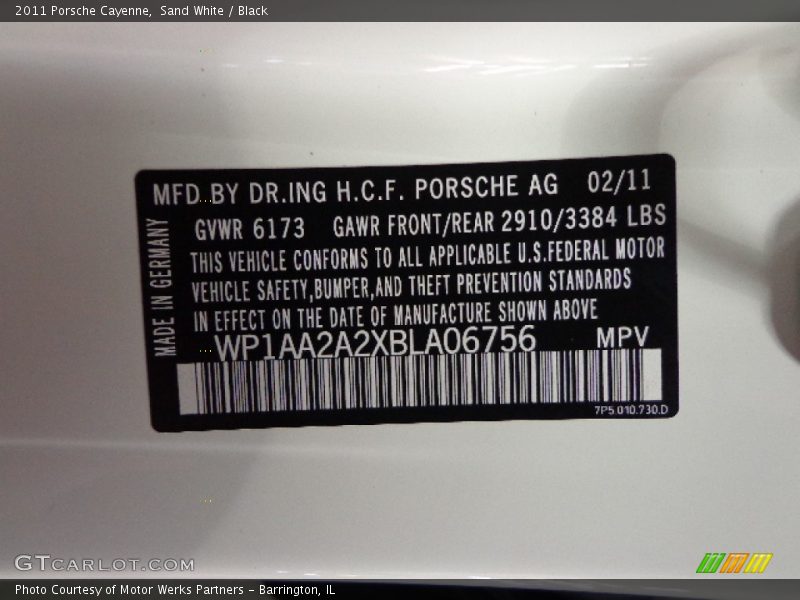 2011 Porsche Cayenne, Sand White / Black
MFD. BY DR.ING H.C.F. PORSCHE AG 02/11
GVWR 6173 GAWR FRONT/REAR 2910/3384 LBS
THIS VEHICLE CONFORMS TO ALL APPLICABLE U.S.FEDERAL MOTOR
VEHICLE SAFETY,BUMPER,AND THEFT PREVENTION STANDARDS
IN EFFECT ON THE DATE OF MANUFACTURE SHOWN ABOVE
MADE IN GERMANY
WP1AA2A2XBLA06756 MPV
7P5.010.730.D
GTCARLOT.COM
Photo Courtesy of Motor Werks Partners – Barrington, IL